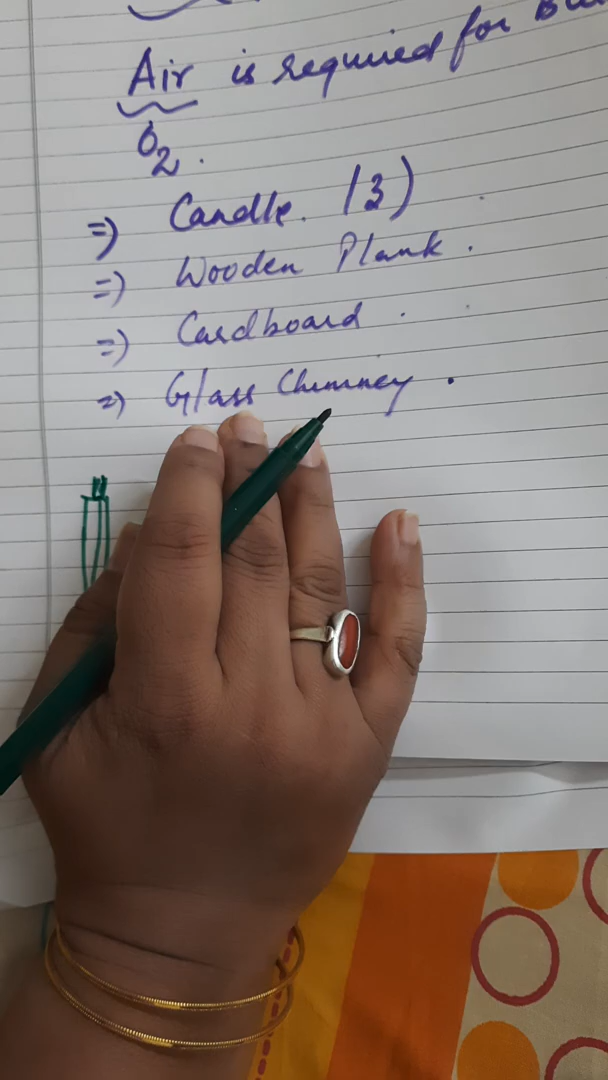 Air is required for
O2.
=) Candle. (3)
=) Wooden Plank.
=) Cardboard.
=) Glass Chimney.